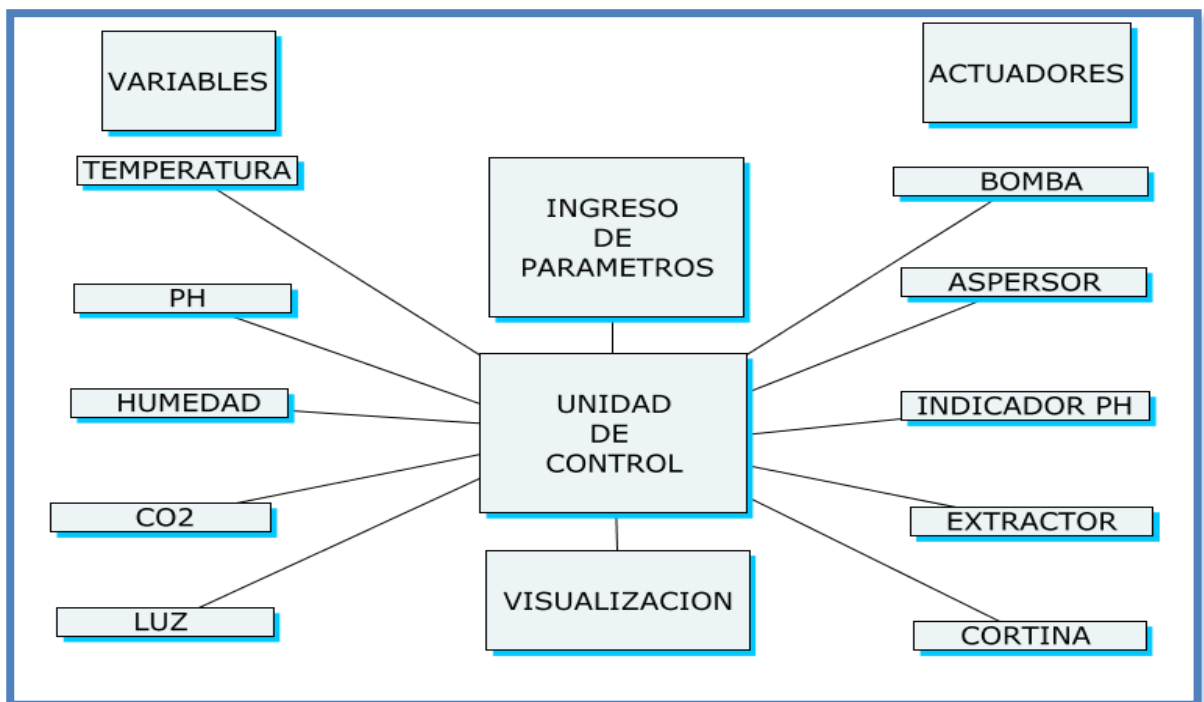 VARIABLES
ACTUADORES
TEMPERATURA
PH
HUMEDAD
CO2
LUZ
INGRESO
DE
PARAMETROS
UNIDAD
DE
CONTROL
VISUALIZACION
BOMBA
ASPERSOR
INDICADOR PH
EXTRACTOR
CORTINA